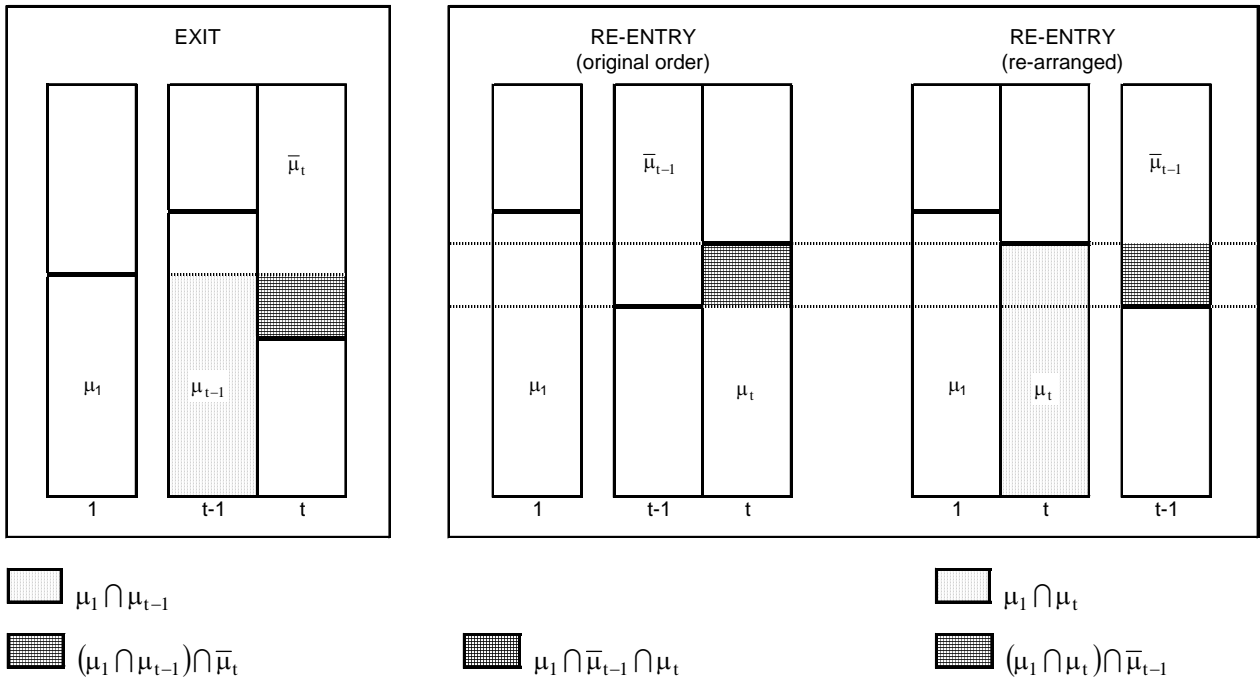 EXIT
μ̅ₜ
μ₁
μₜ₋₁
1 t-1 t
RE-ENTRY
(original order)
μ̅ₜ₋₁
μ₁
μₜ
1 t-1 t
RE-ENTRY
(re-arranged)
μ̅ₜ₋₁
μ₁
μₜ
1 t t-1
μ₁ ∩ μₜ₋₁
(μ₁ ∩ μₜ₋₁) ∩ μ̅ₜ
μ₁ ∩ μ̅ₜ₋₁ ∩ μₜ
μ₁ ∩ μₜ
(μ₁ ∩ μₜ) ∩ μ̅ₜ₋₁